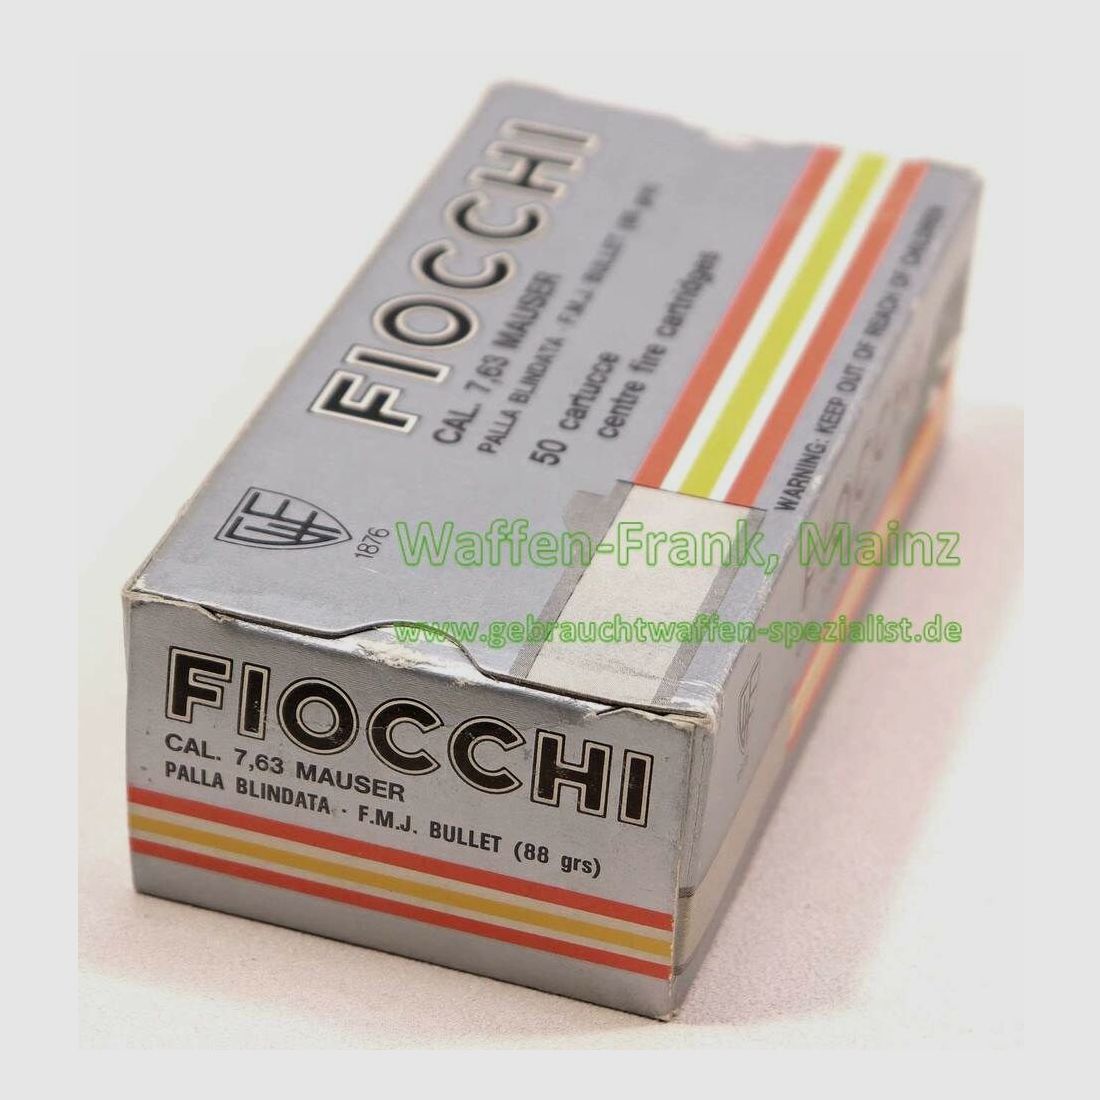 FIOCCHI
CAL. 7,63 MAUSER
PALLA BLINDATA - F.M.J. BULLET (88 grs)
50 cartucce
centre fire cartridges
WARNING: KEEP OUT OF REACH OF CHILDREN
GFL
1876
Waffen-Frank, Mainz
www.gebrauchtwaffen-spezialist.de
FIOCCHI
CAL. 7,63 MAUSER
PALLA BLINDATA · F.M.J. BULLET (88 grs)